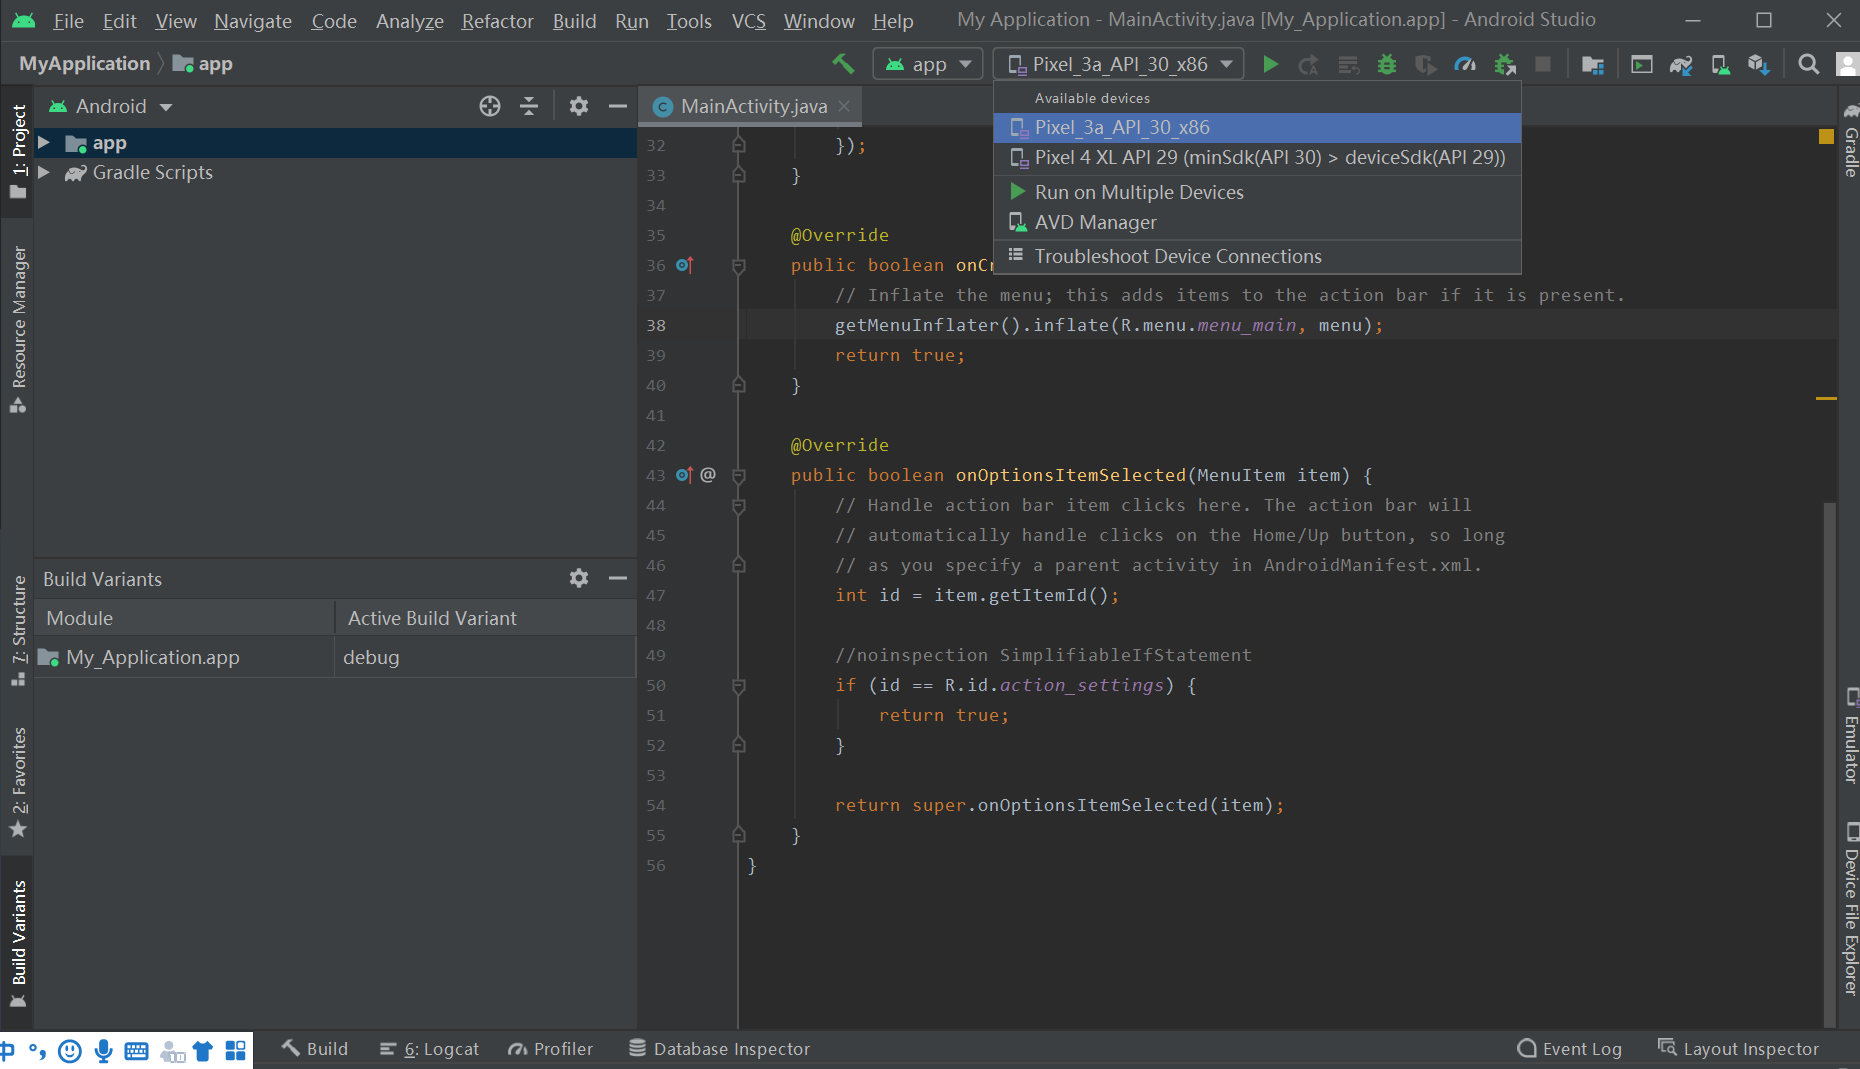 File Edit View Navigate Code Analyze Refactor Build Run Tools VCS Window Help My Application - MainActivity.java [My_Application.app] - Android Studio
MyApplication app app Pixel_3a_API_30_x86
Android MainActivity.java
Available devices
Pixel_3a_API_30_x86
Pixel 4 XL API 29 (minSdk(API 30) > deviceSdk(API 29))
Run on Multiple Devices
AVD Manager
Troubleshoot Device Connections
app
Gradle Scripts
1: Project
Resource Manager
7: Structure
2: Favorites
Build Variants
Build Variants
Module Active Build Variant
My_Application.app debug
32 });
33 }
34
35 @Override
36 public boolean onCr
37 // Inflate the menu; this adds items to the action bar if it is present.
38 getMenuInflater().inflate(R.menu.menu_main, menu);
39 return true;
40 }
41
42 @Override
43 @ public boolean onOptionsItemSelected(MenuItem item) {
44 // Handle action bar item clicks here. The action bar will
45 // automatically handle clicks on the Home/Up button, so long
46 // as you specify a parent activity in AndroidManifest.xml.
47 int id = item.getItemId();
48
49 //noinspection SimplifiableIfStatement
50 if (id == R.id.action_settings) {
51 return true;
52 }
53
54 return super.onOptionsItemSelected(item);
55 }
56 }
Gradle
Emulator
Device File Explorer
中 Build 6: Logcat Profiler Database Inspector Event Log Layout Inspector